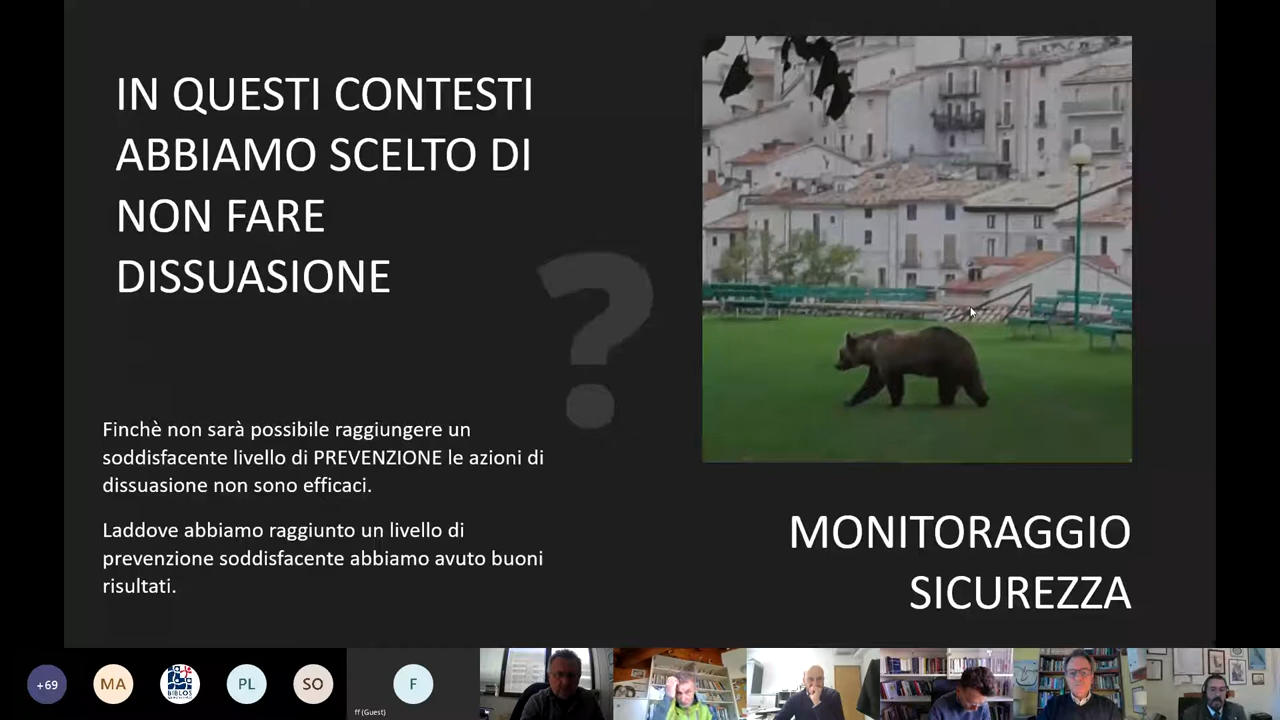 IN QUESTI CONTESTI
ABBIAMO SCELTO DI
NON FARE
DISSUASIONE
?
Finchè non sarà possibile raggiungere un
soddisfacente livello di PREVENZIONE le azioni di
dissuasione non sono efficaci.
Laddove abbiamo raggiunto un livello di
prevenzione soddisfacente abbiamo avuto buoni
risultati.
MONITORAGGIO
SICUREZZA
+69
MA
BIBLOS
PL
SO
F
ff (Guest)